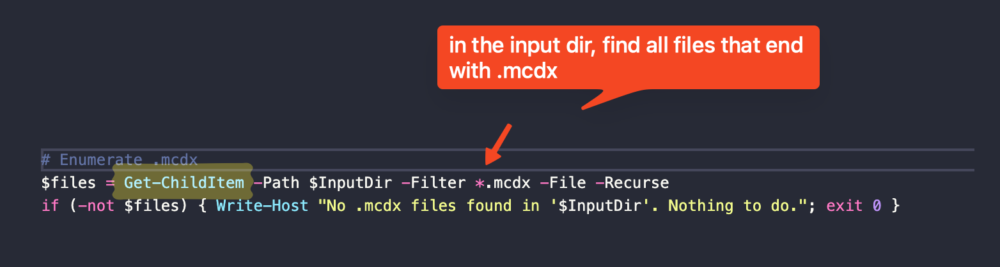 in the input dir, find all files that end
with .mcdx
# Enumerate .mcdx
$files = Get-ChildItem -Path $InputDir -Filter *.mcdx -File -Recurse
if (-not $files) { Write-Host "No .mcdx files found in '$InputDir'. Nothing to do."; exit 0 }